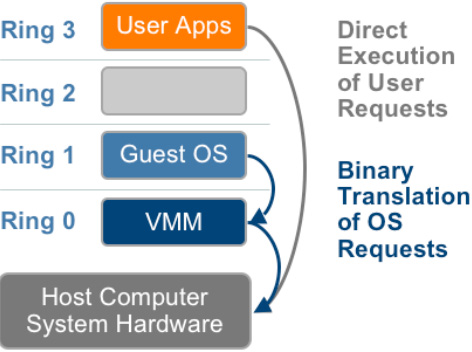 Ring 3
User Apps
Direct
Execution
of User
Requests
Ring 2
Ring 1
Guest OS
Binary
Translation
of OS
Requests
Ring 0
VMM
Host Computer
System Hardware